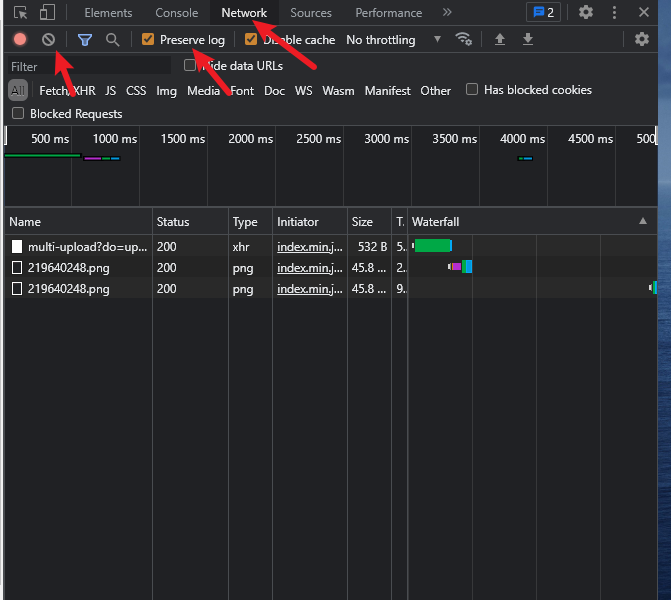 Elements Console Network Sources Performance » 2
Preserve log Disable cache No throttling
Filter Hide data URLs
All Fetch/XHR JS CSS Img Media Font Doc WS Wasm Manifest Other Has blocked cookies
Blocked Requests
500 ms 1000 ms 1500 ms 2000 ms 2500 ms 3000 ms 3500 ms 4000 ms 4500 ms 500
Name Status Type Initiator Size T. Waterfall
multi-upload?do=up... 200 xhr index.min.j... 532 B 5.
219640248.png 200 png index.min.j... 45.8 ... 2.
219640248.png 200 png index.min.j... 45.8 ... 9.